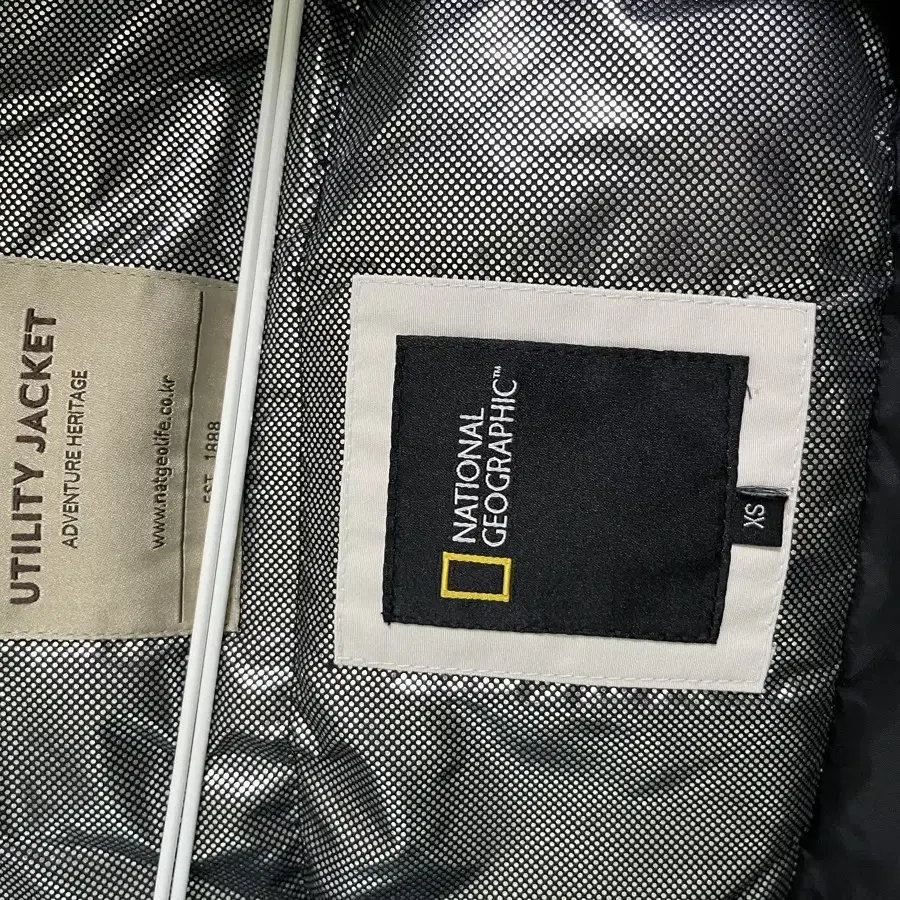 UTILITY JACKET
ADVENTURE HERITAGE
www.natgeolife.co.kr
EST. 1888
NATIONAL
GEOGRAPHIC™
XS